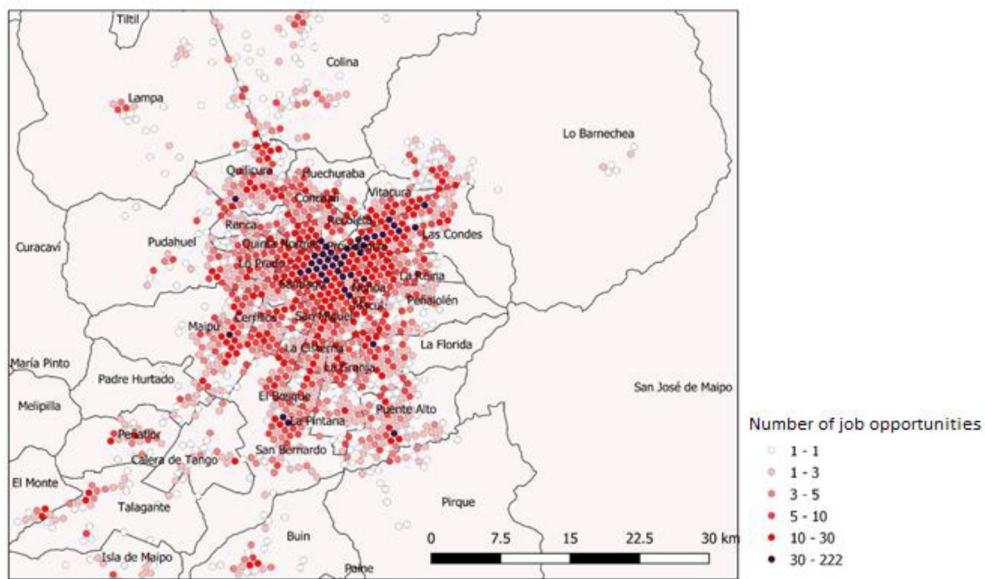 Tiltil
Colina
Lampa
Lo Barnechea
Quilicura
Huechuraba
Conchalí
Vitacura
Recoleta
Renca
Las Condes
Curacaví
Pudahuel
Quinta Normal
Providencia
Lo Prado
La Reina
Santiago
Ñuñoa
Macul
Peñalolén
Cerrillos
San Miguel
Maipú
La Cisterna
La Florida
María Pinto
La Granja
Padre Hurtado
San José de Maipo
Melipilla
El Bosque
Puente Alto
La Pintana
Peñaflor
San Bernardo
Calera de Tango
El Monte
Talagante
Pirque
Buin
Isla de Maipo
Paine
0 7.5 15 22.5 30 km
Number of job opportunities
1 - 1
1 - 3
3 - 5
5 - 10
10 - 30
30 - 222